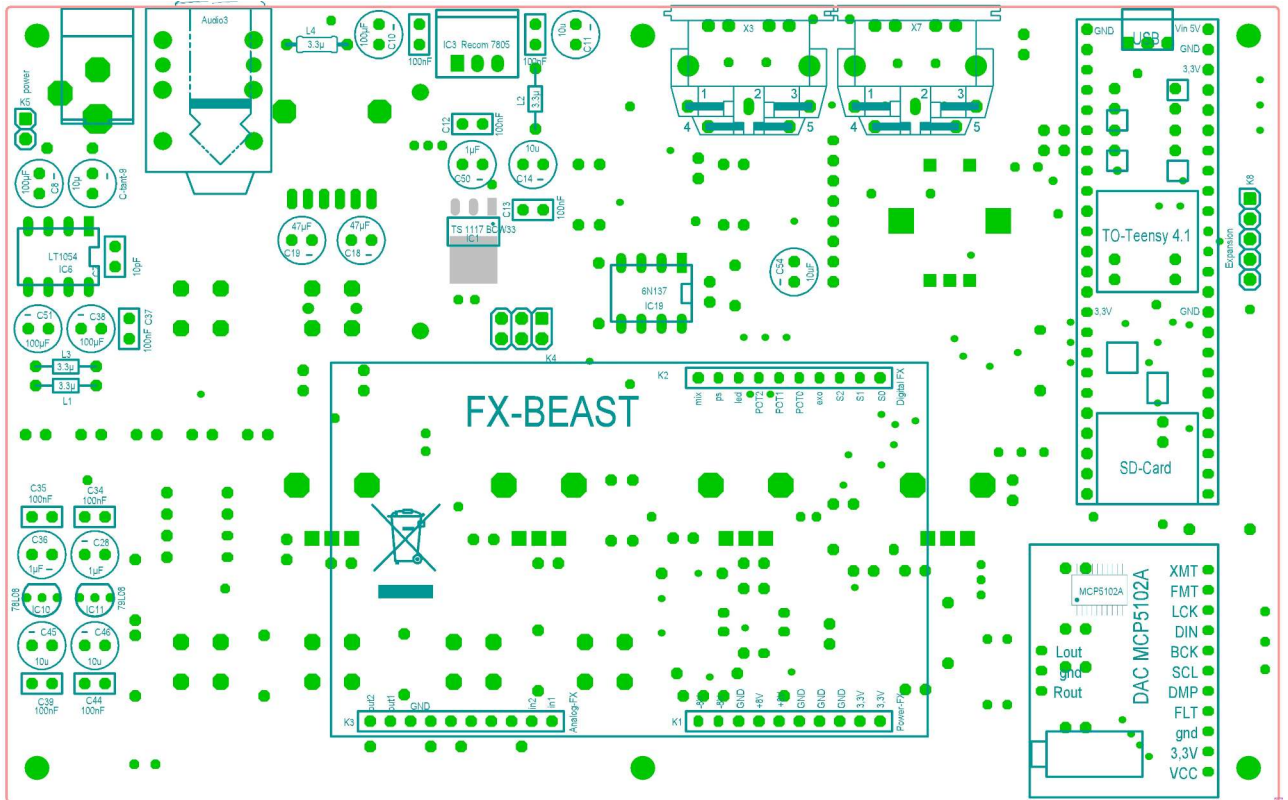 Audio3
power
K5
L4
3.3µ
100µF
C10
100nF
IC3 Recom 7805
100nF
10u
C11
L2
3.3µ
C12
100nF
1µF
C50
10u
C14
C13
100nF
TS 1117 BCW33
IC1
X3
1
2
3
4
5
X7
1
2
3
4
5
GND
USB
Vin 5V
GND
3,3V
TO-Teensy 4.1
3,3V
GND
SD-Card
K8
Expansion
100µF
C8
10µ
C-tant-9
LT1054
IC6
10pF
47µF
C19
47µF
C18
6N137
IC19
C54
10uF
C51
100µF
C38
100µF
C37
100nF
L3
3.3µ
3.3µ
L1
K4
FX-BEAST
K2
mix
ps
led
POT2
POT1
POT0
exo
S2
S1
S0
Digital FX
C35
100nF
C34
100nF
C36
1µF
C28
1µF
78L08
IC10
IC11
79L08
C45
10u
C46
10u
C39
100nF
C44
100nF
K3
out2
out1
GND
in2
in1
Analog-FX
K1
-8V
-8V
GND
+8V
+8V
GND
GND
GND
3,3V
3,3V
Power-FX
MCP5102A
DAC MCP5102A
Lout
gnd
Rout
XMT
FMT
LCK
DIN
BCK
SCL
DMP
FLT
gnd
3,3V
VCC